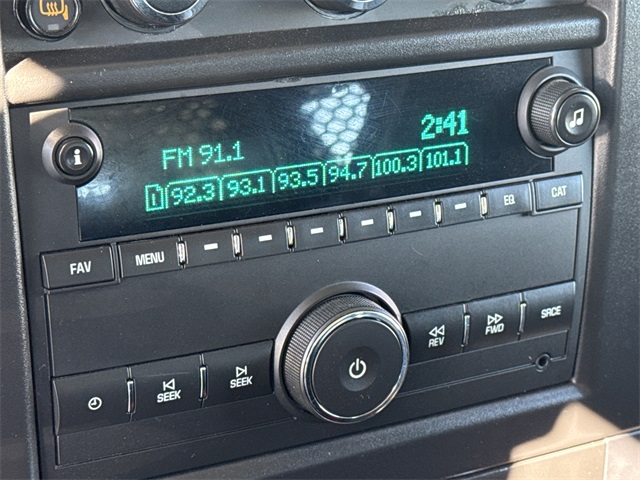 2:41
FM 91.1
1 92.3 93.1 93.5 94.7 100.3 101.1
i
FAV MENU EQ CAT
REV FWD SRCE
SEEK SEEK